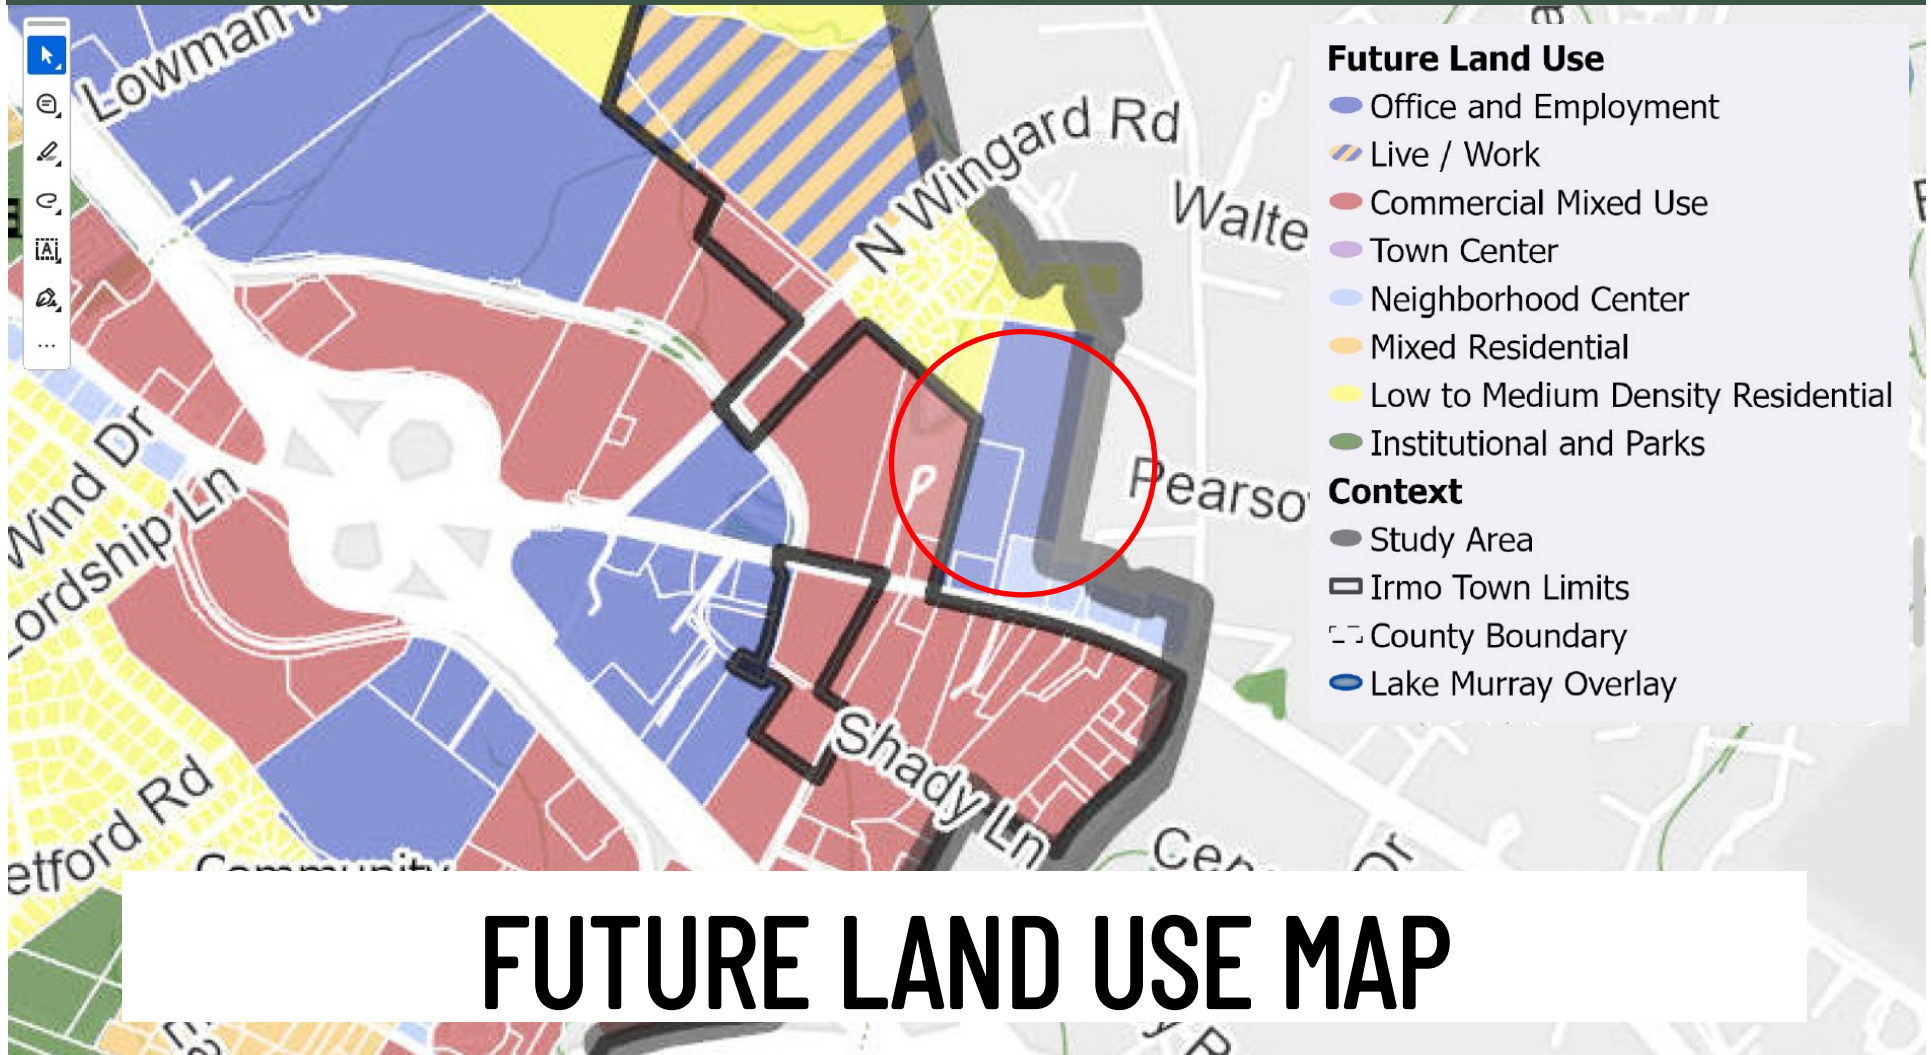 Lowman
N Wingard Rd
Walte
Wind Dr
Lordship Ln
Pearso
Shady Ln
etford Rd
Community
Cen
Dr
Future Land Use
Office and Employment
Live / Work
Commercial Mixed Use
Town Center
Neighborhood Center
Mixed Residential
Low to Medium Density Residential
Institutional and Parks
Context
Study Area
Irmo Town Limits
County Boundary
Lake Murray Overlay
FUTURE LAND USE MAP